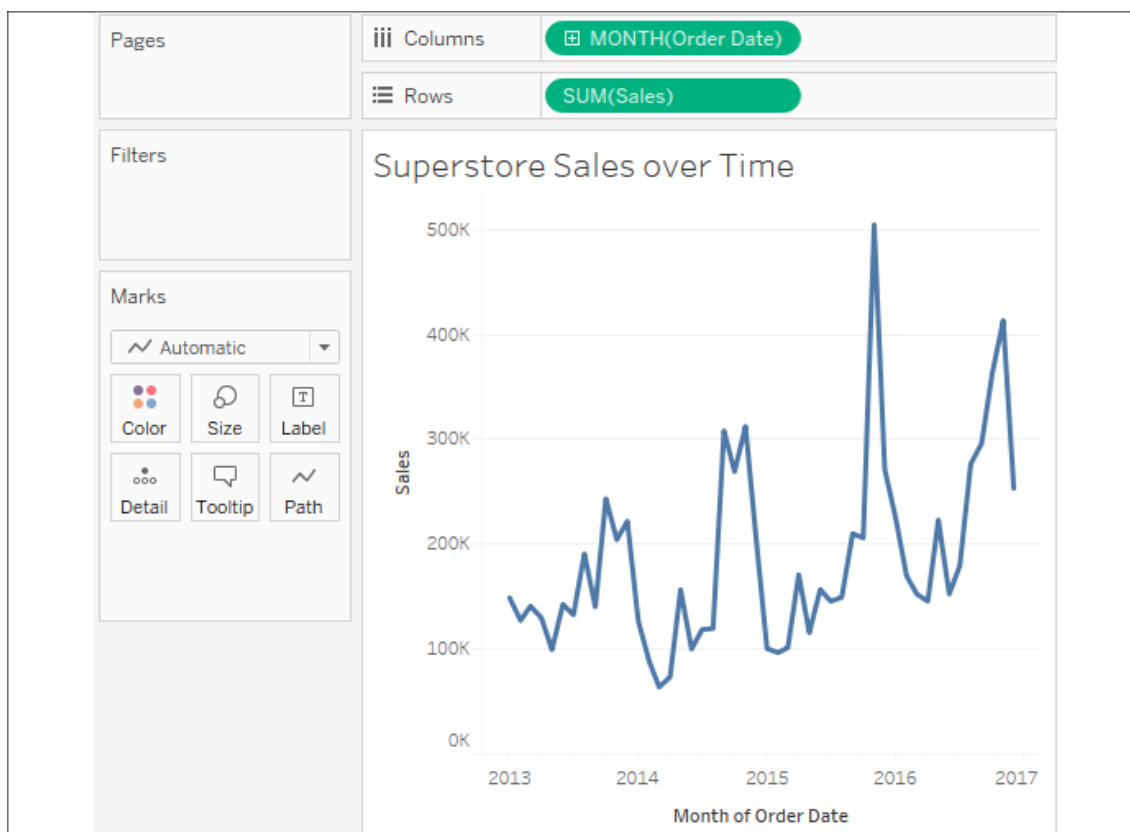 Pages
Columns
MONTH(Order Date)
Rows
SUM(Sales)
Filters
Marks
Automatic
Color
Size
T
Label
Detail
Tooltip
Path
Superstore Sales over Time
500K
400K
300K
200K
100K
0K
Sales
2013
2014
2015
2016
2017
Month of Order Date